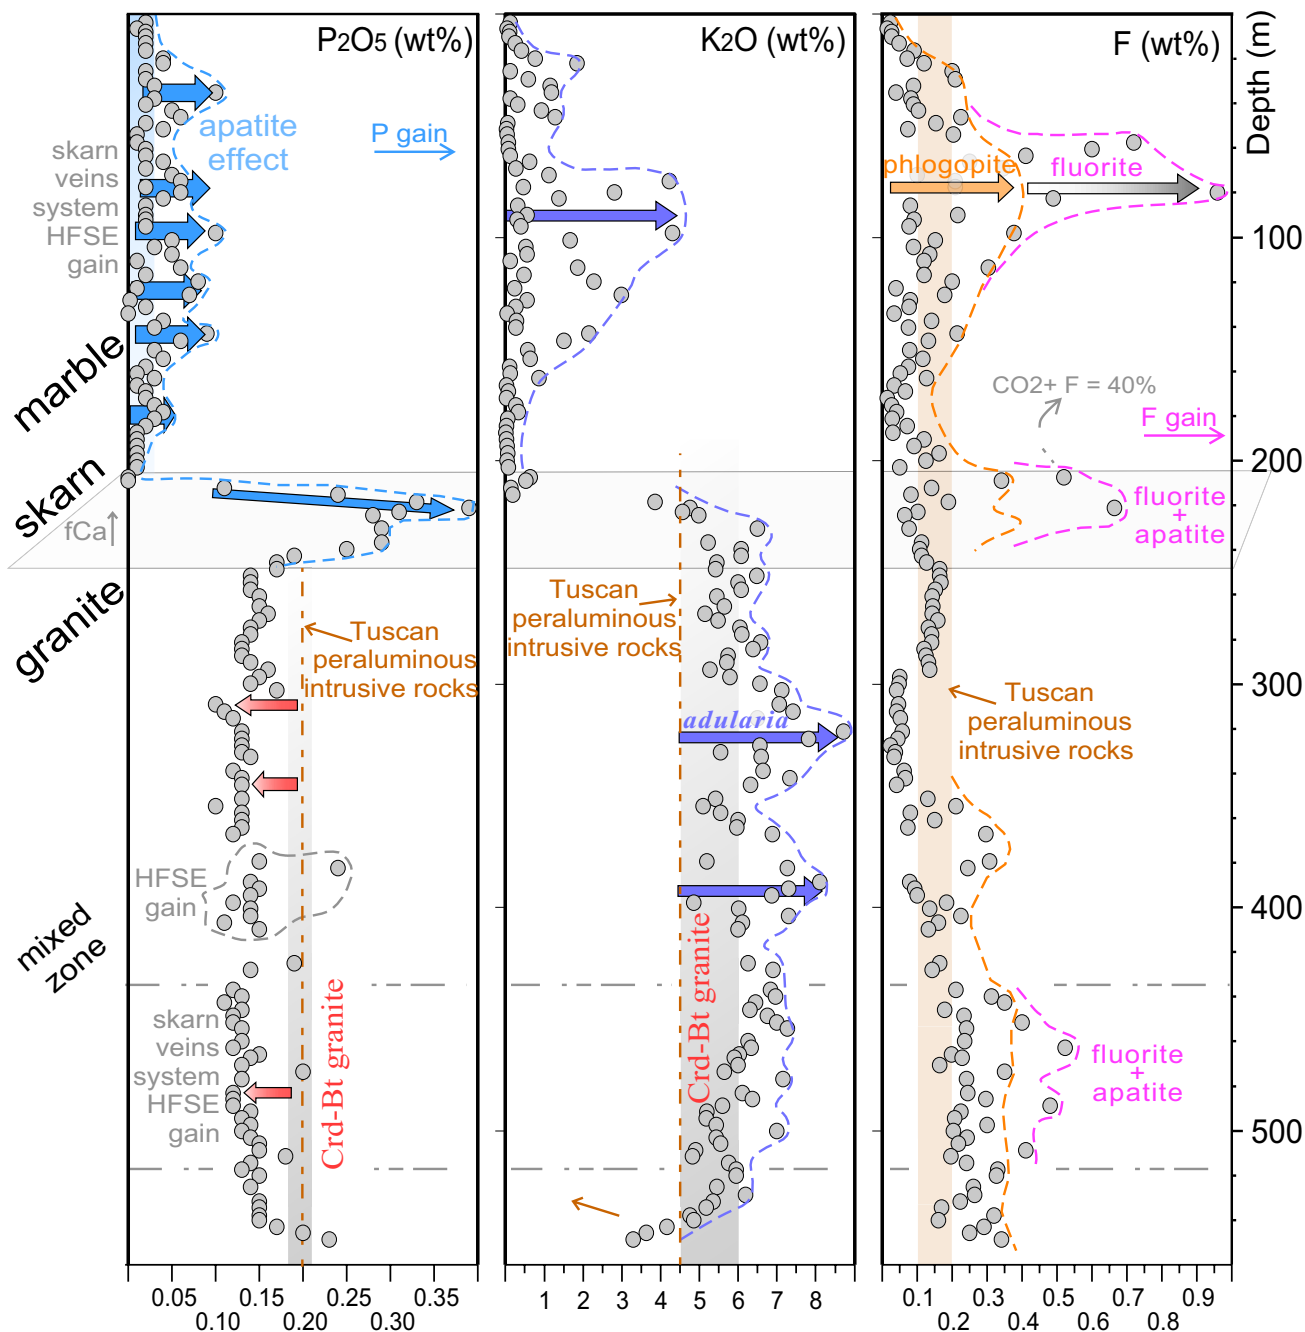 P2O5 (wt%)
K2O (wt%)
F (wt%)
Depth (m)
apatite
effect
P gain
skarn
veins
system
HFSE
gain
phlogopite
fluorite
100
marble
CO2+ F = 40%
F gain
skarn
200
fCa
fluorite
+
apatite
granite
Tuscan
peraluminous
intrusive rocks
Tuscan
peraluminous
intrusive rocks
Tuscan
peraluminous
intrusive rocks
300
adularia
HFSE
gain
400
mixed
zone
Crd-Bt granite
Crd-Bt granite
skarn
veins
system
HFSE
gain
fluorite
+
apatite
500
0.05 0.15 0.25 0.35
0.10 0.20 0.30
1 2 3 4 5 6 7 8
0.1 0.3 0.5 0.7 0.9
0.2 0.4 0.6 0.8